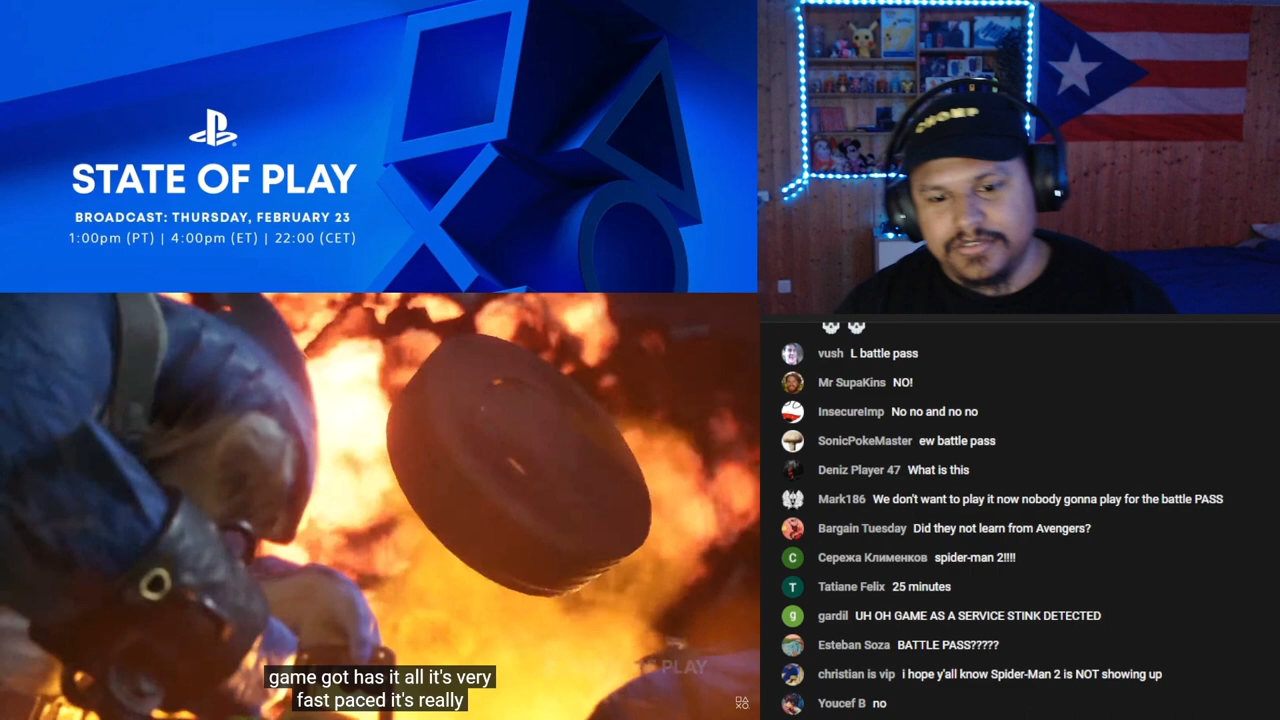 STATE OF PLAY
BROADCAST: THURSDAY, FEBRUARY 23
1:00pm (PT) | 4:00pm (ET) | 22:00 (CET)
game got has it all it's very
fast paced it's really
PLAY
vush L battle pass
Mr SupaKins NO!
InsecureImp No no and no no
SonicPokeMaster ew battle pass
Deniz Player 47 What is this
Mark186 We don't want to play it now nobody gonna play for the battle PASS
Bargain Tuesday Did they not learn from Avengers?
С Сережа Клименков spider-man 2!!!!
T Tatiane Felix 25 minutes
g gardil UH OH GAME AS A SERVICE STINK DETECTED
Esteban Soza BATTLE PASS?????
christian is vip i hope y'all know Spider-Man 2 is NOT showing up
Youcef B no